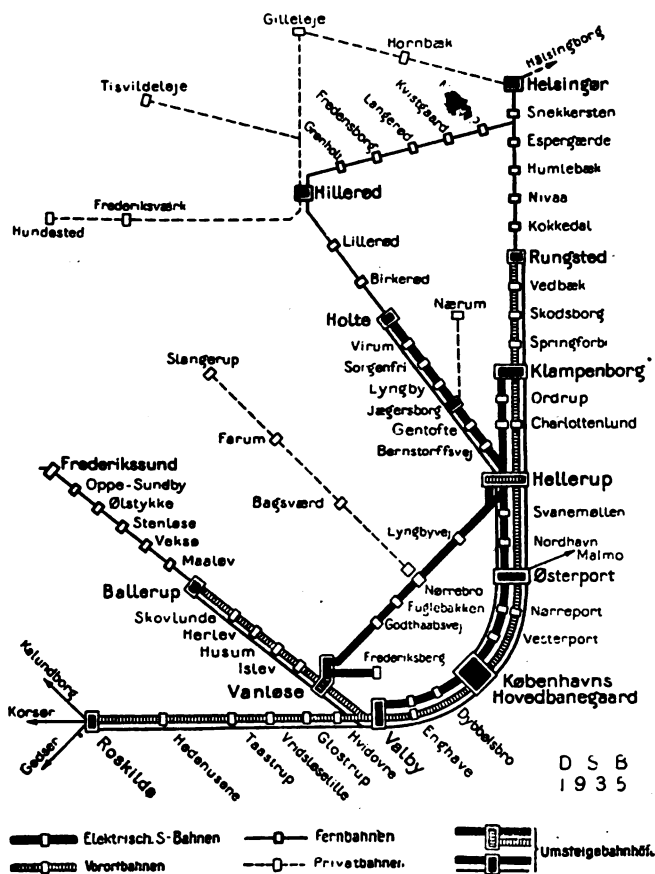 Gilleleje
Hornbæk
Hälsingborg
Tisvildeleje
Helsingør
Snekkersten
Kvistgaard
Langerød
Fredensborg
Grønholt
Espergærde
Humlebæk
Hillerød
Nivaa
Frederiksværk
Hundested
Kokkedal
Lillerød
Rungsted
Birkerød
Vedbæk
Nærum
Skodsborg
Holte
Virum
Springforbi
Slangerup
Sorgenfri
Klampenborg
Lyngby
Jægersborg
Ordrup
Gentofte
Charlottenlund
Farum
Bernstorffsvej
Frederikssund
Hellerup
Oppe-Sundby
Ølstykke
Bagsværd
Svanemøllen
Stenløse
Lyngbyvej
Nordhavn
Veksø
Malmo
Maaløv
Østerport
Ballerup
Nørrebro
Fuglebakken
Nørreport
Skovlunde
Godthaabsvej
Herlev
Vesterport
Husum
Islev
Frederiksberg
Kalundborg
Vanløse
Københavns
Hovedbanegaard
Korsør
Gedser
Roskilde
Hedehusene
Taastrup
Vridsløselille
Glostrup
Hvidovre
Valby
Enghave
Dybbølsbro
D S B
1935
Elektrisch. S-Bahnen
Fernbahnen
Umsteigebahnhöf.
Vorortbahnen
Privatbahnen